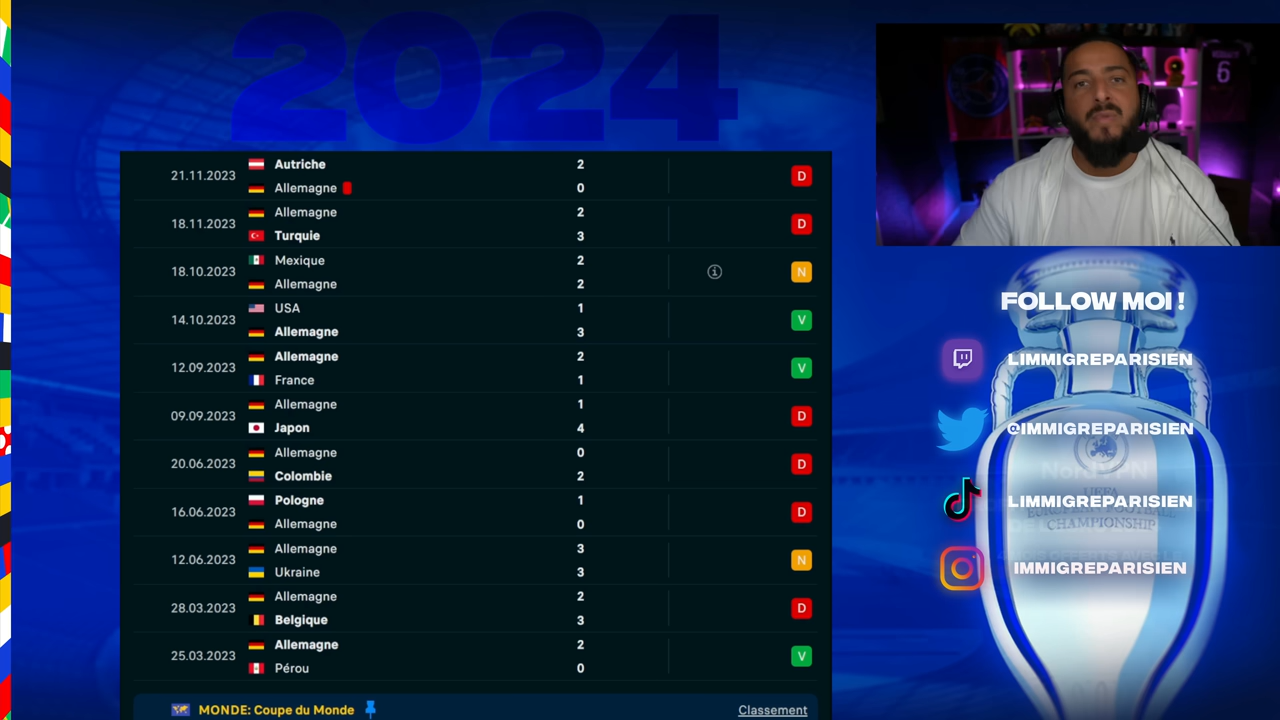 2024
21.11.2023
Autriche 2
Allemagne 0
D
18.11.2023
Allemagne 2
Turquie 3
D
18.10.2023
Mexique 2
Allemagne 2
N
14.10.2023
USA 1
Allemagne 3
V
12.09.2023
Allemagne 2
France 1
V
09.09.2023
Allemagne 1
Japon 4
D
20.06.2023
Allemagne 0
Colombie 2
D
16.06.2023
Pologne 1
Allemagne 0
D
12.06.2023
Allemagne 3
Ukraine 3
N
28.03.2023
Allemagne 2
Belgique 3
D
25.03.2023
Allemagne 2
Pérou 0
V
MONDE: Coupe du Monde Classement
6
FOLLOW MOI !
LIMMIGREPARISIEN
@IMMIGREPARISIEN
LIMMIGREPARISIEN
IMMIGREPARISIEN
UEFA
EUROPEAN FOOTBALL
CHAMPIONSHIP